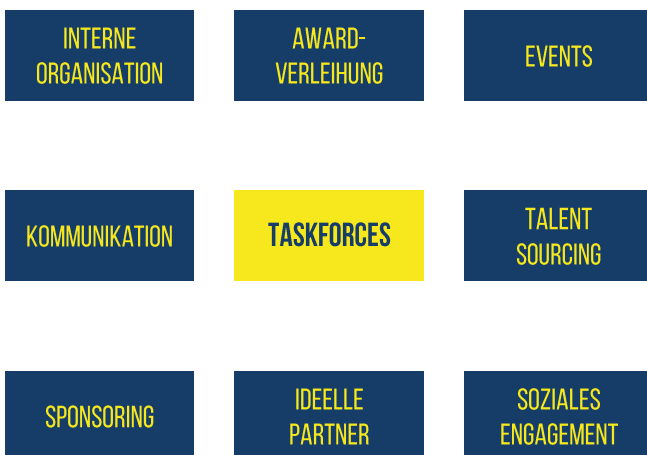 INTERNE
ORGANISATION
AWARD-
VERLEIHUNG
EVENTS
KOMMUNIKATION
TASKFORCES
TALENT
SOURCING
SPONSORING
IDEELLE
PARTNER
SOZIALES
ENGAGEMENT